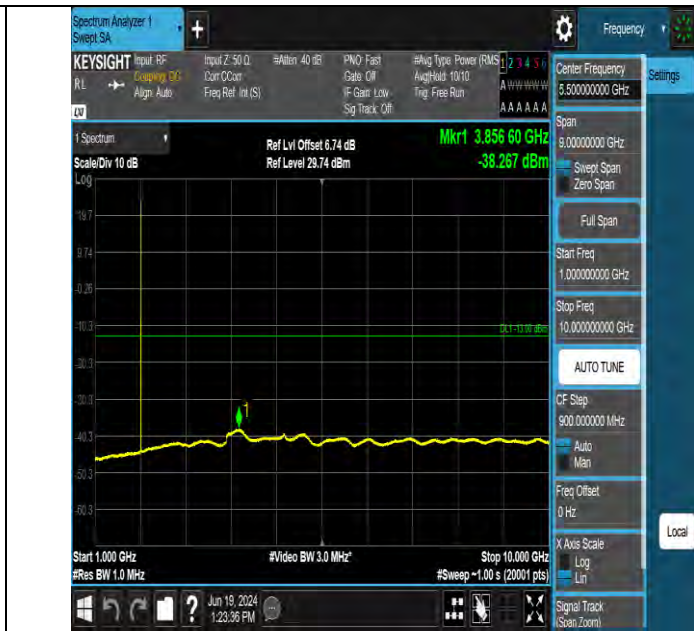 Spectrum Analyzer 1
Swept SA
Frequency
KEYSIGHT
Input: RF
Input Z: 50 Ω
#Atten: 40 dB
PNO: Fast
#Avg Type: Power (RMS
1 2 3 4 5 6
RL
Coupling: DC
Corr CCorr
Gate: Off
Avg|Hold: 10/10
A W W W W W
Align: Auto
Freq Ref: Int (S)
IF Gain: Low
Trig: Free Run
Sig Track: Off
A A A A A A
LXI
1 Spectrum
Scale/Div 10 dB
Ref Lvl Offset 6.74 dB
Ref Level 29.74 dBm
Mkr1 3.856 60 GHz
-38.267 dBm
Log
19.7
9.74
-0.26
-10.3
DL1 -13.00 dBm
-20.3
-30.3
1
-40.3
-50.3
-60.3
Start 1.000 GHz
#Video BW 3.0 MHz*
Stop 10.000 GHz
#Res BW 1.0 MHz
#Sweep ~1.00 s (20001 pts)
Jun 19, 2024
1:23:36 PM
Center Frequency
5.500000000 GHz
Settings
Span
9.00000000 GHz
Swept Span
Zero Span
Full Span
Start Freq
1.000000000 GHz
Stop Freq
10.000000000 GHz
AUTO TUNE
CF Step
900.000000 MHz
Auto
Man
Freq Offset
0 Hz
X Axis Scale
Log
Lin
Signal Track
(Span Zoom)
Local